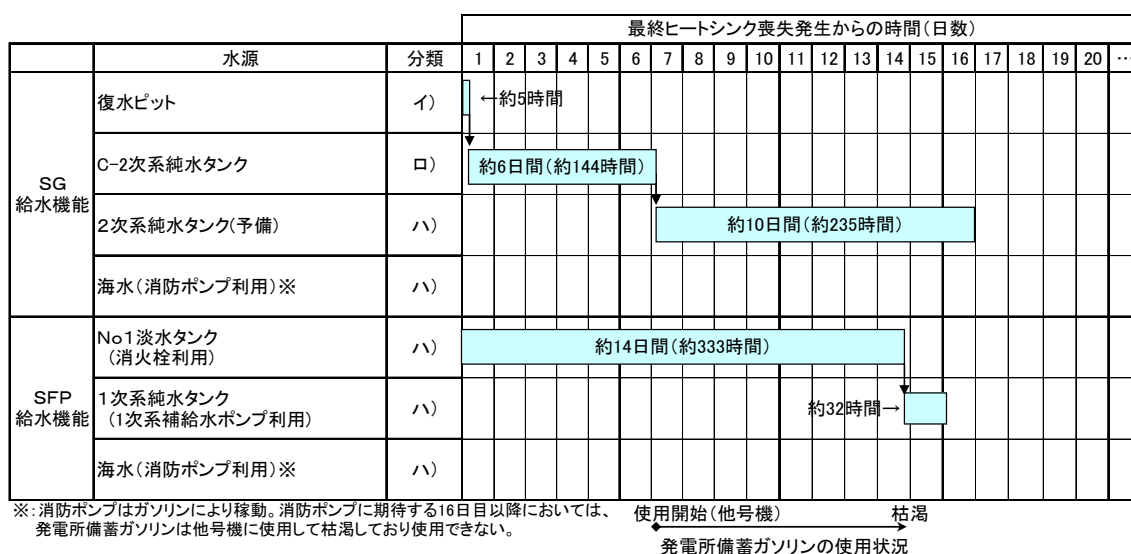 最終ヒートシンク喪失発生からの時間(日数)
水源 分類 1 2 3 4 5 6 7 8 9 10 11 12 13 14 15 16 17 18 19 20 …
SG
給水機能
復水ピット イ) ←約5時間
C-2次系純水タンク ロ) 約6日間(約144時間)
2次系純水タンク(予備) ハ) 約10日間(約235時間)
海水(消防ポンプ利用)※ ハ)
SFP
給水機能
No1淡水タンク
(消火栓利用)
ハ) 約14日間(約333時間)
1次系純水タンク
(1次系補給水ポンプ利用)
ハ) 約32時間→
海水(消防ポンプ利用)※ ハ)
※:消防ポンプはガソリンにより稼動。消防ポンプに期待する16日目以降においては、
発電所備蓄ガソリンは他号機に使用して枯渇しており使用できない。
使用開始(他号機) 枯渇
発電所備蓄ガソリンの使用状況